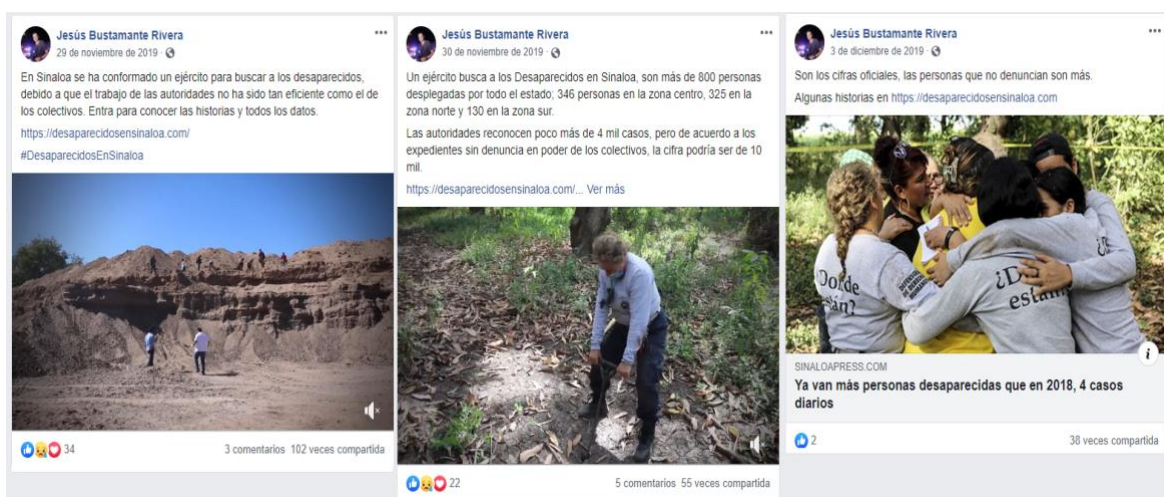 Jesús Bustamante Rivera
29 de noviembre de 2019
En Sinaloa se ha conformado un ejército para buscar a los desaparecidos,
debido a que el trabajo de las autoridades no ha sido tan eficiente como el de
los colectivos. Entra para conocer las historias y todos los datos.
https://desaparecidosensinaloa.com/
#DesaparecidosEnSinaloa
34
3 comentarios 102 veces compartida
Jesús Bustamante Rivera
30 de noviembre de 2019
Un ejército busca a los Desaparecidos en Sinaloa, son más de 800 personas
desplegadas por todo el estado; 346 personas en la zona centro, 325 en la
zona norte y 130 en la zona sur.
Las autoridades reconocen poco más de 4 mil casos, pero de acuerdo a los
expedientes sin denuncia en poder de los colectivos, la cifra podría ser de 10
mil.
https://desaparecidosensinaloa.com/... Ver más
22
5 comentarios 55 veces compartida
Jesús Bustamante Rivera
3 de diciembre de 2019
Son los cifras oficiales, las personas que no denuncian son más.
Algunas historias en https://desaparecidosensinaloa.com
Donde
están?
¿D
están
SINALOAPRESS.COM
Ya van más personas desaparecidas que en 2018, 4 casos
diarios
2
38 veces compartida